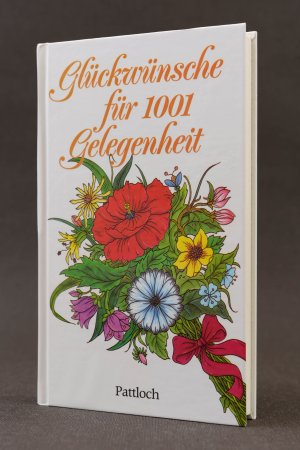 Glückwünsche
für 1001
Gelegenheit
Pattloch